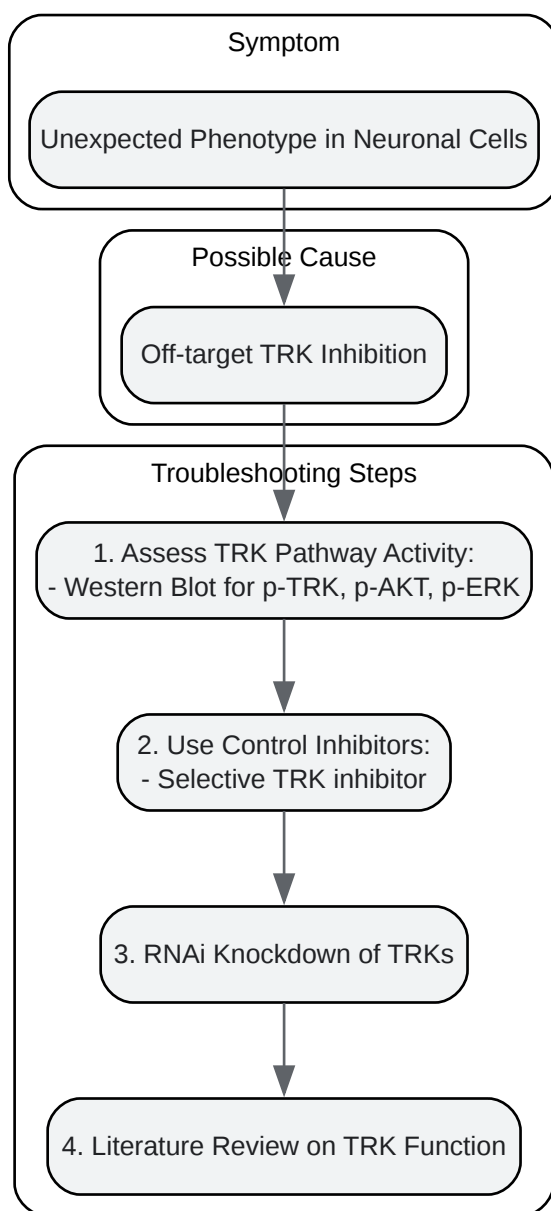 Symptom
Unexpected Phenotype in Neuronal Cells
Possible Cause
Off-target TRK Inhibition
Troubleshooting Steps
1. Assess TRK Pathway Activity:
- Western Blot for p-TRK, p-AKT, p-ERK
2. Use Control Inhibitors:
- Selective TRK inhibitor
3. RNAi Knockdown of TRKs
4. Literature Review on TRK Function